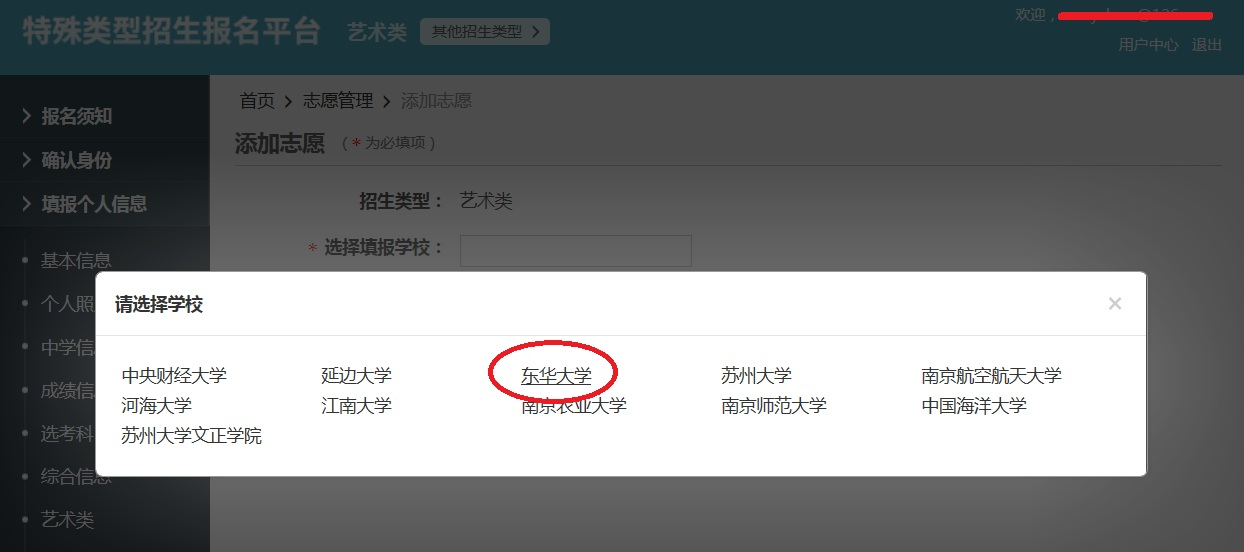 特殊类型招生报名平台 艺术类 其他招生类型 >
欢迎，
用户中心 退出
报名须知
确认身份
填报个人信息
基本信息
个人照
中学信
成绩信
选考科
综合信息
艺术类
首页 > 志愿管理 > 添加志愿
添加志愿 （* 为必填项）
招生类型： 艺术类
* 选择填报学校：
请选择学校 ×
中央财经大学 延边大学 东华大学 苏州大学 南京航空航天大学
河海大学 江南大学 南京农业大学 南京师范大学 中国海洋大学
苏州大学文正学院